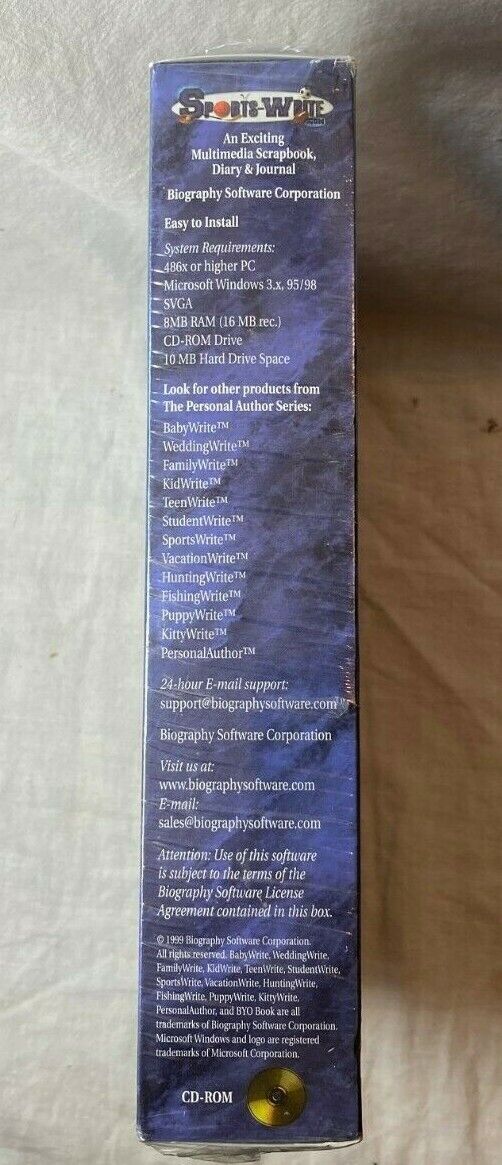 SPORTS-WRITE
.COM
An Exciting
Multimedia Scrapbook,
Diary & Journal
Biography Software Corporation
Easy to Install
System Requirements:
486x or higher PC
Microsoft Windows 3.x, 95/98
SVGA
8MB RAM (16 MB rec.)
CD-ROM Drive
10 MB Hard Drive Space
Look for other products from
The Personal Author Series:
BabyWrite™
WeddingWrite™
FamilyWrite™
KidWrite™
TeenWrite™
StudentWrite™
SportsWrite™
VacationWrite™
HuntingWrite™
FishingWrite™
PuppyWrite™
KittyWrite™
PersonalAuthor™
24-hour E-mail support:
support@biographysoftware.com
Biography Software Corporation
Visit us at:
www.biographysoftware.com
E-mail:
sales@biographysoftware.com
Attention: Use of this software
is subject to the terms of the
Biography Software License
Agreement contained in this box.
© 1999 Biography Software Corporation.
All rights reserved. BabyWrite, WeddingWrite,
FamilyWrite, KidWrite, TeenWrite, StudentWrite,
SportsWrite, VacationWrite, HuntingWrite,
FishingWrite, PuppyWrite, KittyWrite,
PersonalAuthor, and BYO Book are all
trademarks of Biography Software Corporation.
Microsoft Windows and logo are registered
trademarks of Microsoft Corporation.
CD-ROM